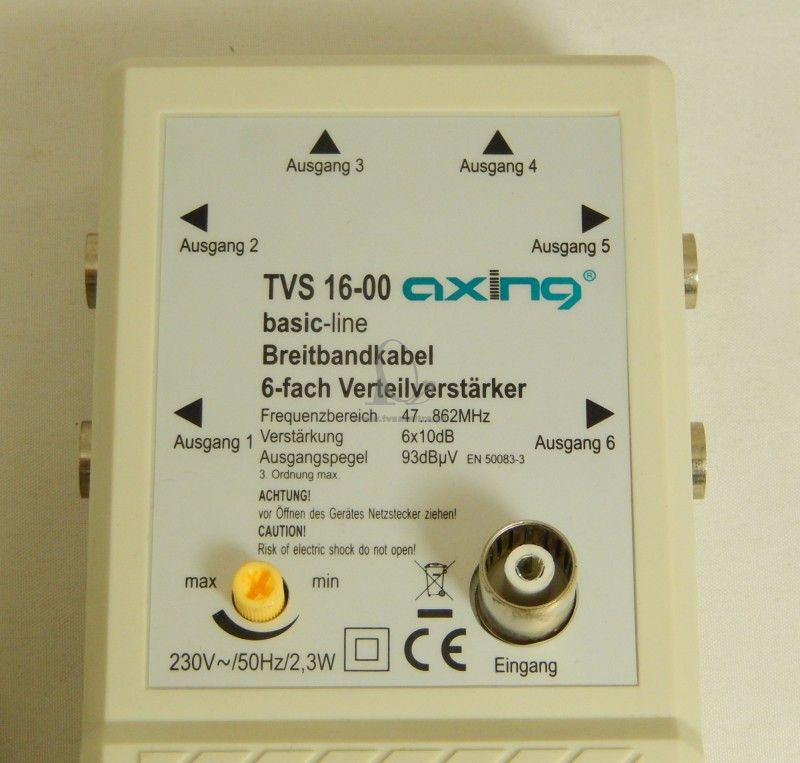 Ausgang 3
Ausgang 4
Ausgang 2
Ausgang 5
TVS 16-00 axing®
basic-line
Breitbandkabel
6-fach Verteilverstärker
Ausgang 1
Ausgang 6
Frequenzbereich 47...862MHz
Verstärkung 6x10dB
Ausgangspegel 93dBµV EN 50083-3
3. Ordnung max.
ACHTUNG!
vor Öffnen des Gerätes Netzstecker ziehen!
CAUTION!
Risk of electric shock do not open!
max min
230V~/50Hz/2,3W CE Eingang